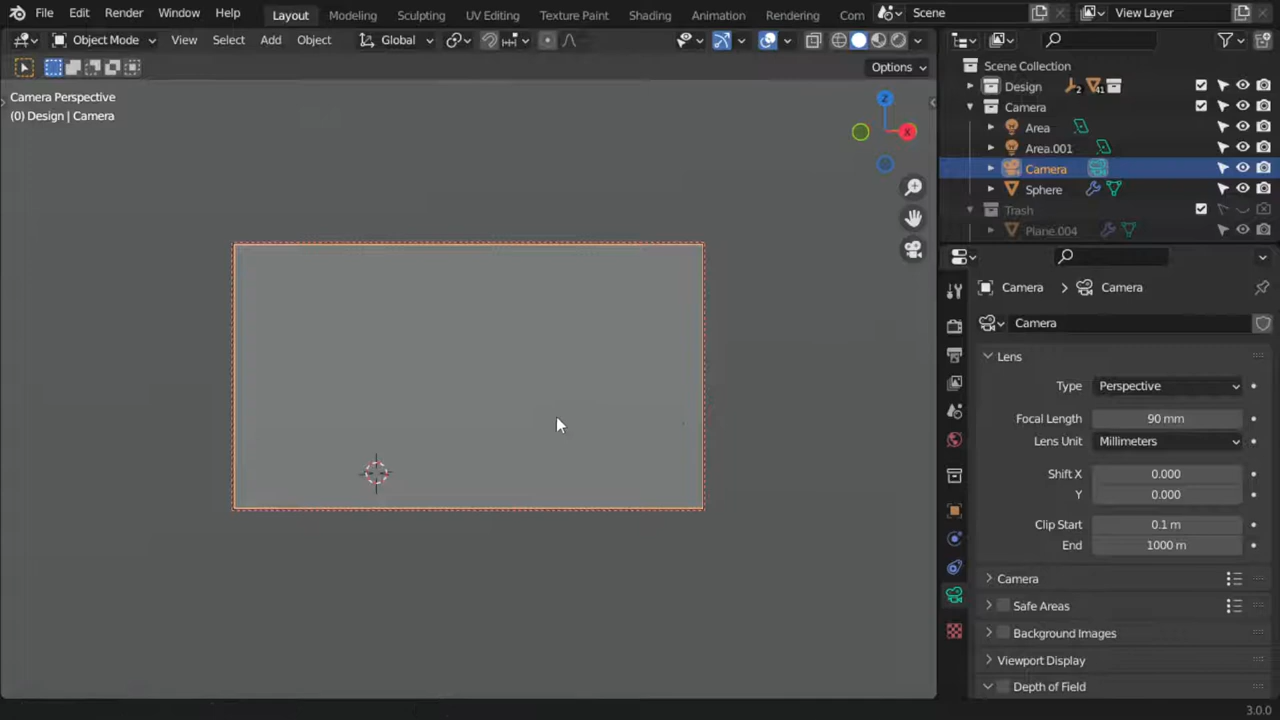 File Edit Render Window Help Layout Modeling Sculpting UV Editing Texture Paint Shading Animation Rendering Com Scene View Layer
Object Mode View Select Add Object Global
Options
Camera Perspective
(0) Design | Camera
Z
X
Scene Collection
Design 2 41
Camera
Area
Area.001
Camera
Sphere
Trash
Plane.004
Camera > Camera
Camera
Lens
Type Perspective
Focal Length 90 mm
Lens Unit Millimeters
Shift X 0.000
Y 0.000
Clip Start 0.1 m
End 1000 m
Camera
Safe Areas
Background Images
Viewport Display
Depth of Field
3.0.0